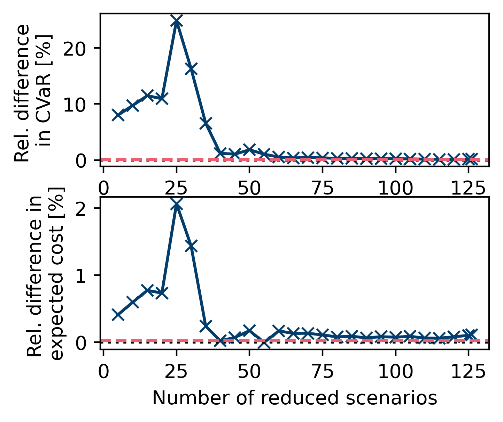 Rel. difference
in CVaR [%]
20
10
0
0 25 50 75 100 125
Rel. difference in
expected cost [%]
2
1
0
0 25 50 75 100 125
Number of reduced scenarios